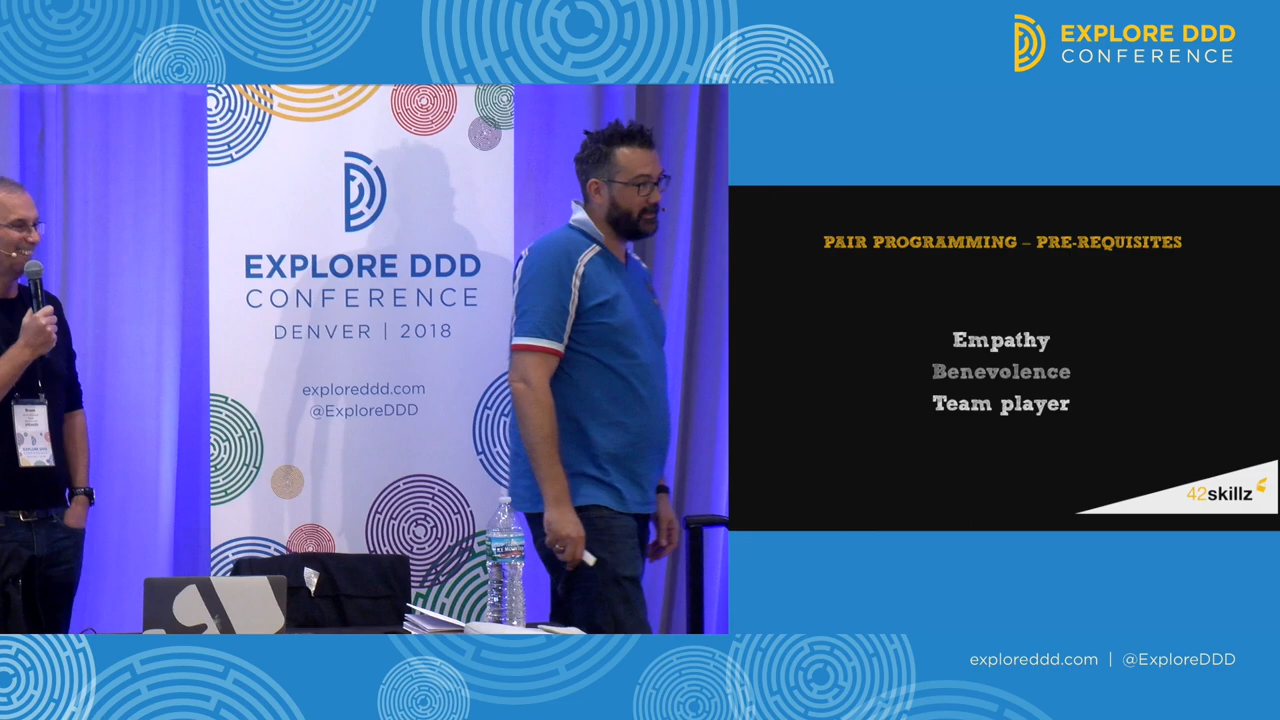 EXPLORE DDD
CONFERENCE
EXPLORE DDD
CONFERENCE
DENVER | 2018
exploreddd.com
@ExploreDDD
PAIR PROGRAMMING – PRE-REQUISITES
Empathy
Benevolence
Team player
42skillz
exploreddd.com | @ExploreDDD